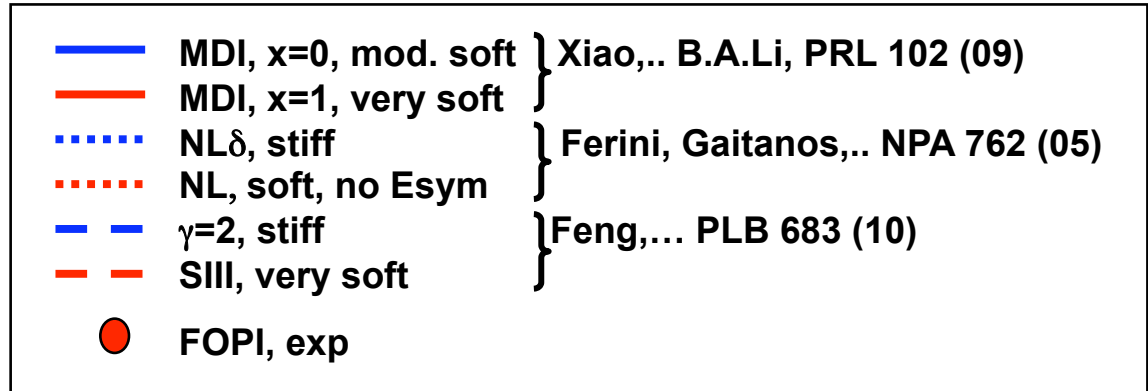 MDI, x=0, mod. soft } Xiao,.. B.A.Li, PRL 102 (09)
MDI, x=1, very soft
NLδ, stiff } Ferini, Gaitanos,.. NPA 762 (05)
NL, soft, no Esym
γ=2, stiff } Feng,… PLB 683 (10)
SIII, very soft
FOPI, exp